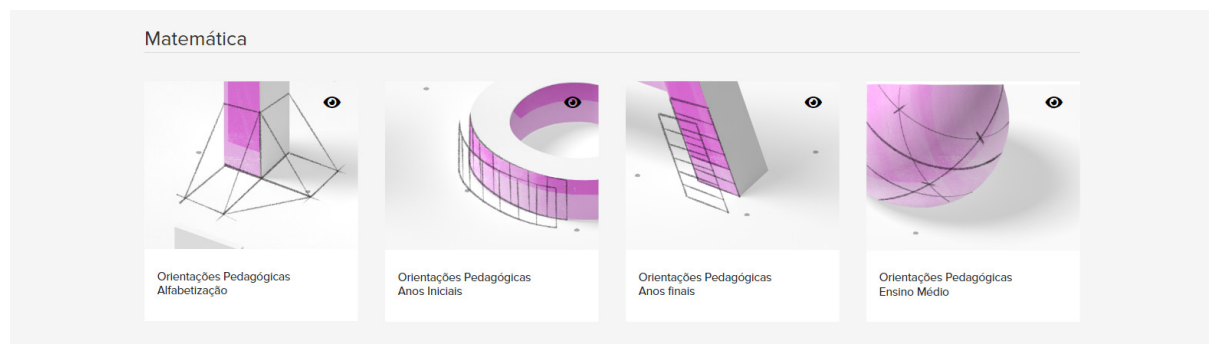 Matemática
Orientações Pedagógicas
Alfabetização
Orientações Pedagógicas
Anos Iniciais
Orientações Pedagógicas
Anos finais
Orientações Pedagógicas
Ensino Médio